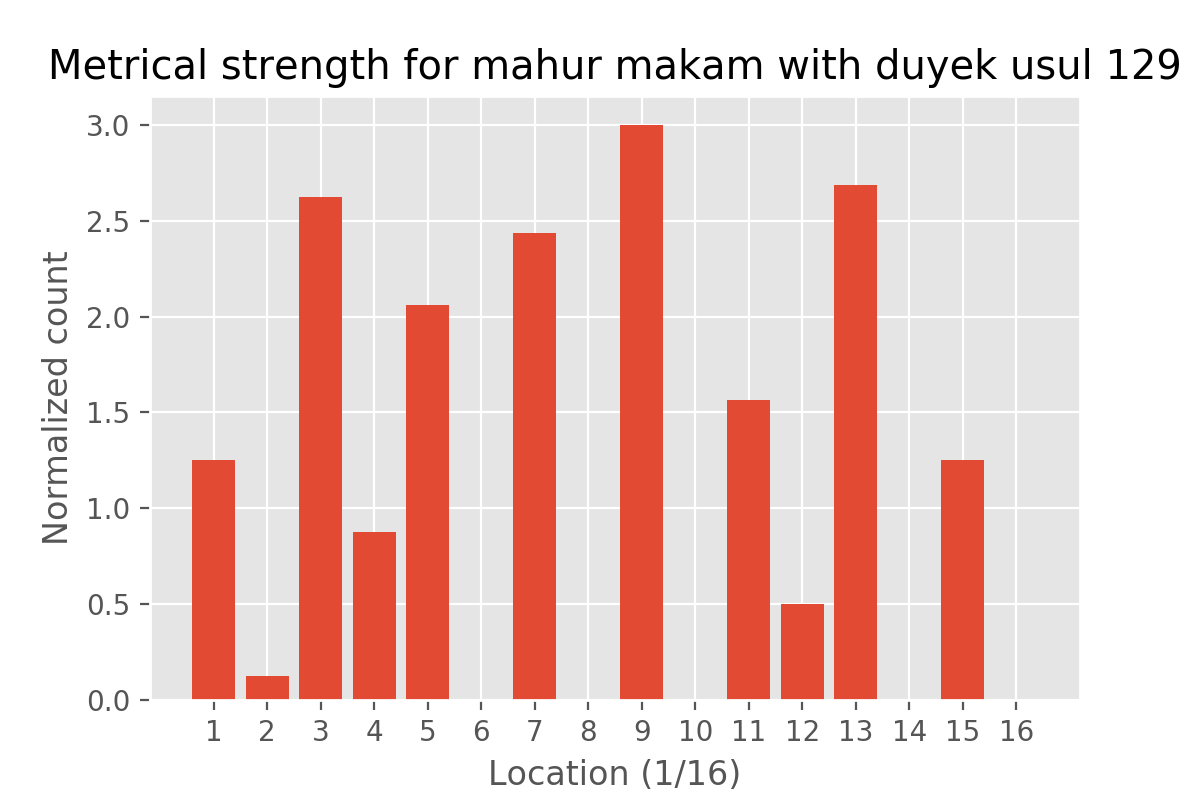 Metrical strength for mahur makam with duyek usul 129
3.0
2.5
2.0
1.5
1.0
0.5
0.0
Normalized count
1 2 3 4 5 6 7 8 9 10 11 12 13 14 15 16
Location (1/16)